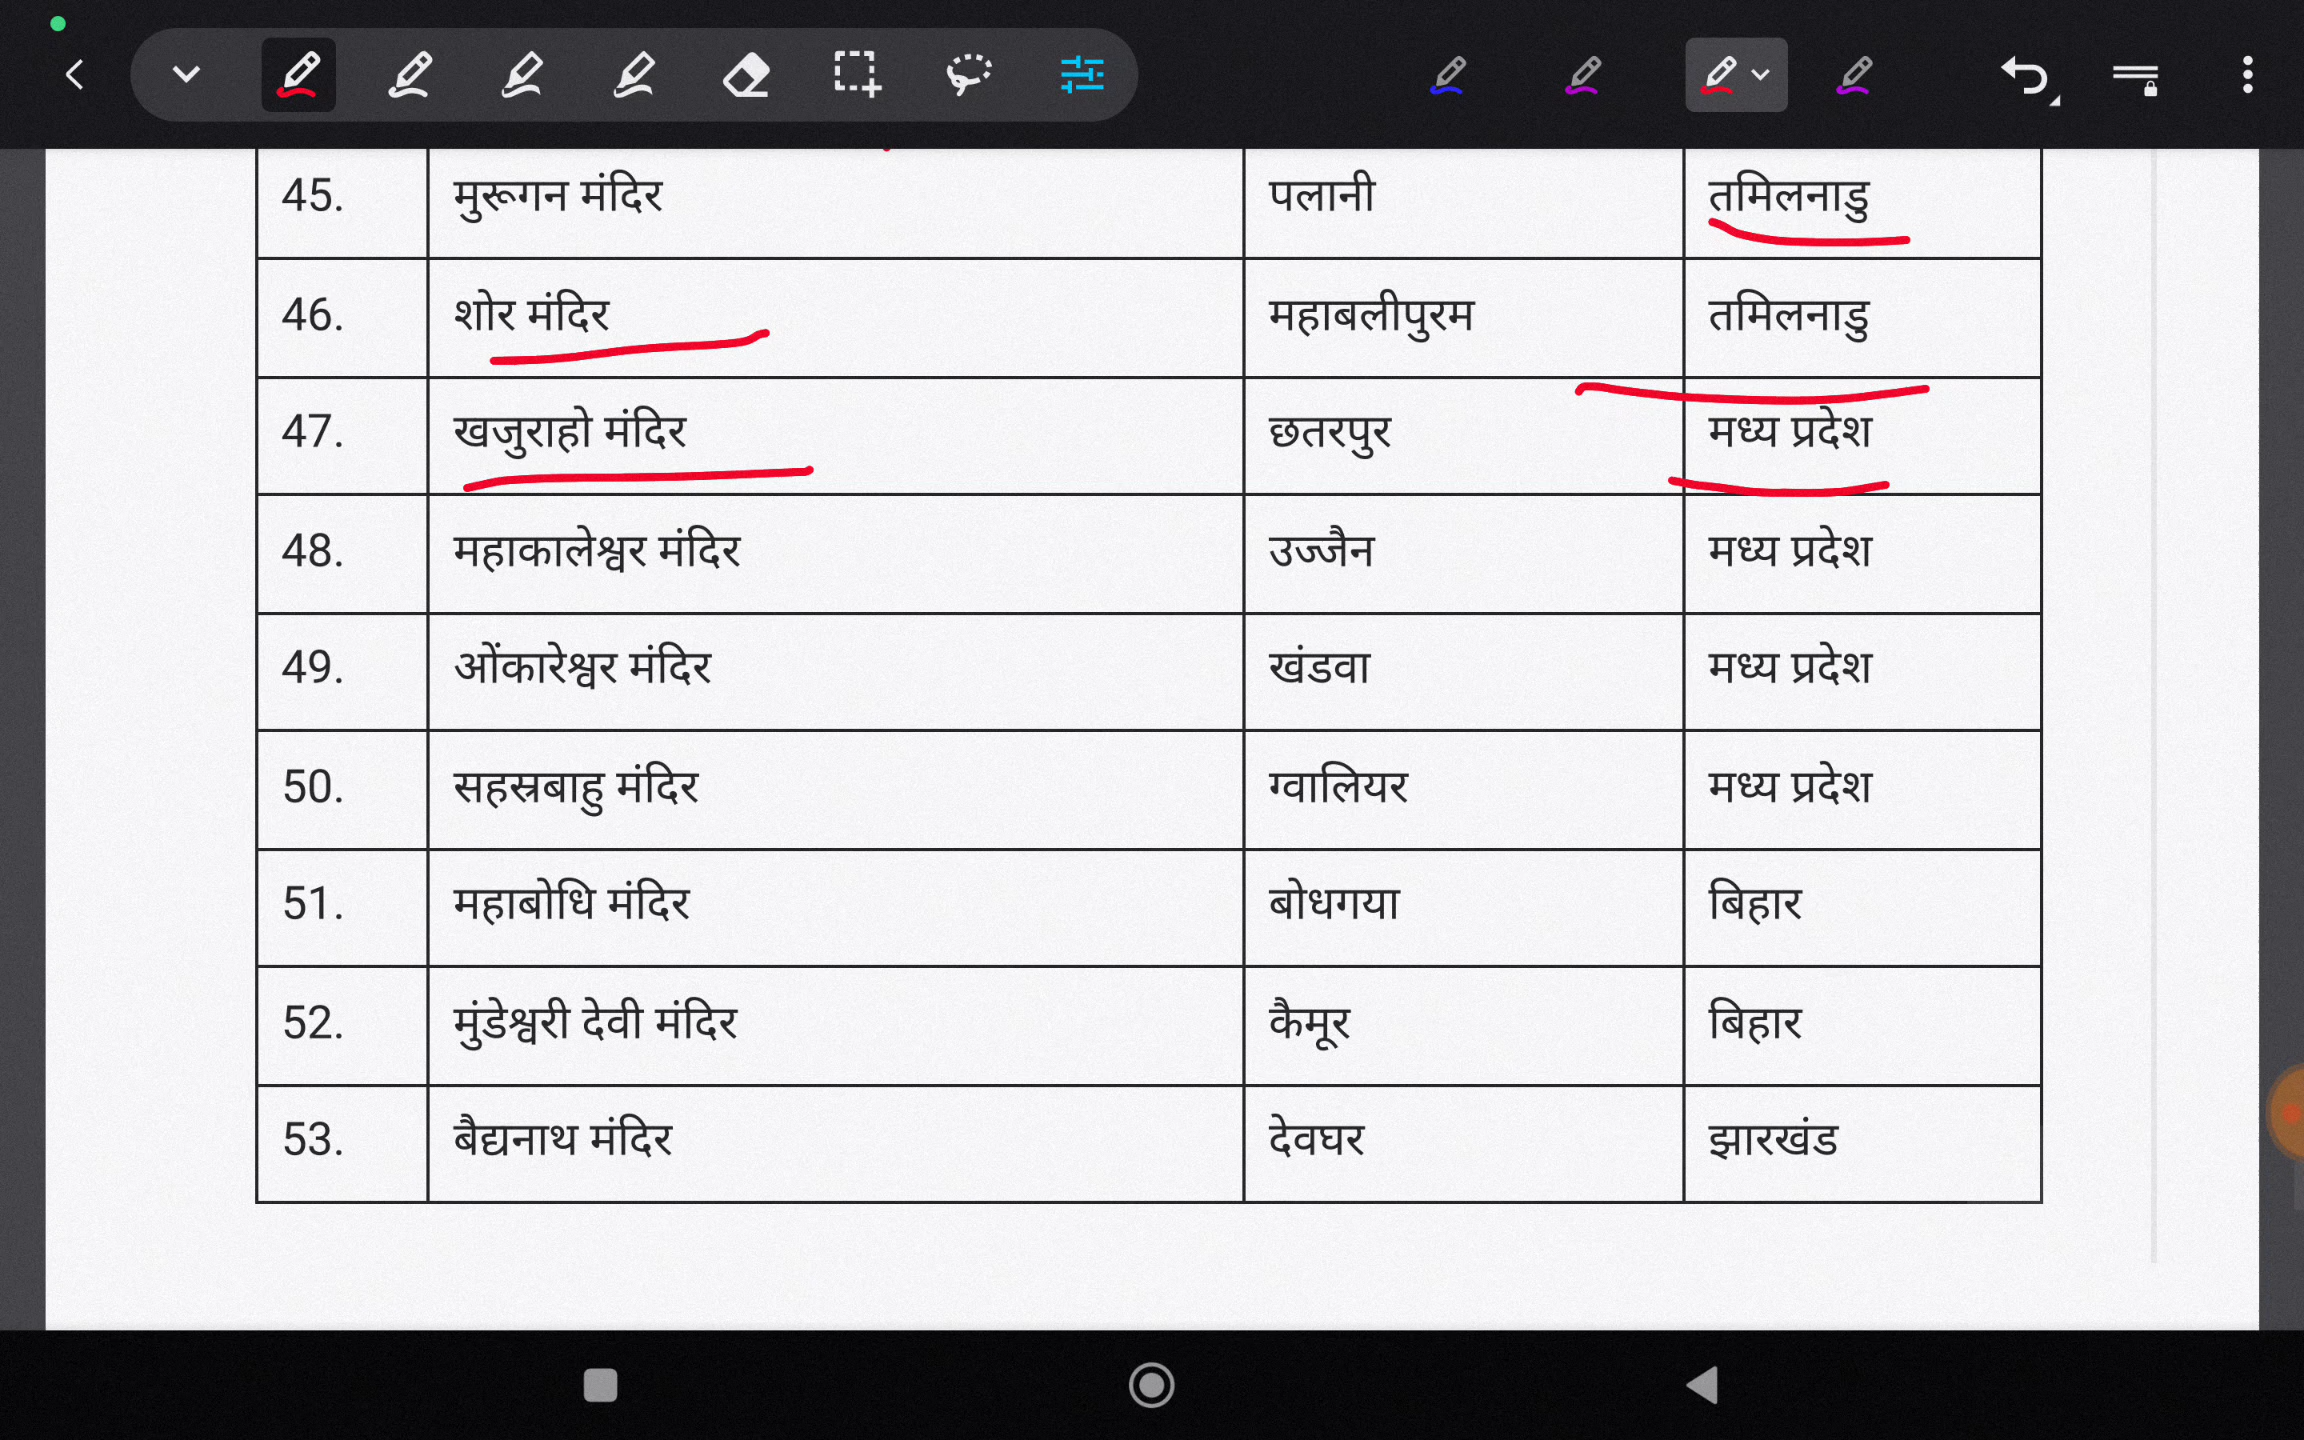 45. मुरूगन मंदिर पलानी तमिलनाडु
46. शोर मंदिर महाबलीपुरम तमिलनाडु
47. खजुराहो मंदिर छतरपुर मध्य प्रदेश
48. महाकालेश्वर मंदिर उज्जैन मध्य प्रदेश
49. ओंकारेश्वर मंदिर खंडवा मध्य प्रदेश
50. सहस्रबाहु मंदिर ग्वालियर मध्य प्रदेश
51. महाबोधि मंदिर बोधगया बिहार
52. मुंडेश्वरी देवी मंदिर कैमूर बिहार
53. बैद्यनाथ मंदिर देवघर झारखंड